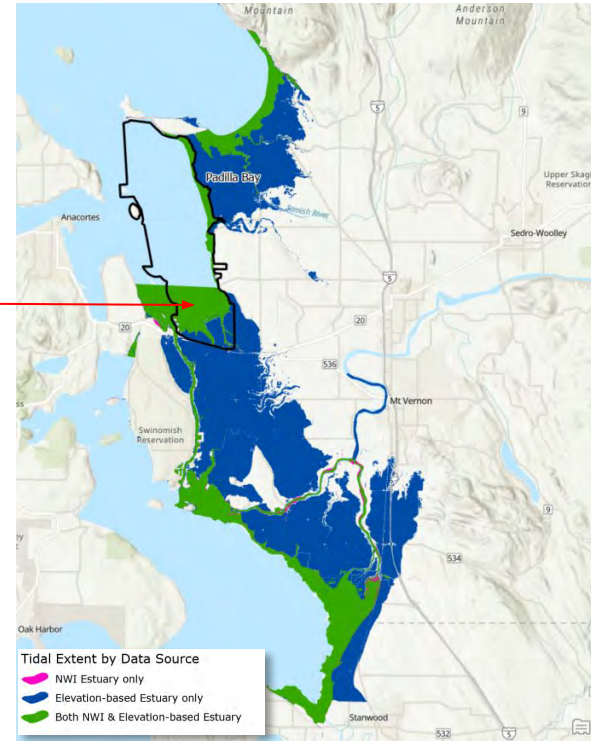 Mountain
Anderson
Mountain
5
9
Upper Skag
Reservation
Padilla Bay
Samish River
Anacortes
Sedro-Woolley
5
20
20
536
Mt Vernon
Swinomish
Reservation
9
534
Oak Harbor
Tidal Extent by Data Source
NWI Estuary only
Elevation-based Estuary only
Both NWI & Elevation-based Estuary
Stanwood
532
5